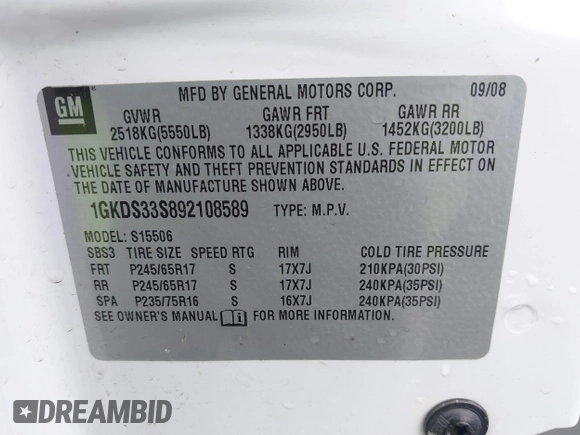 GM
MFD BY GENERAL MOTORS CORP. 09/08
GVWR GAWR FRT GAWR RR
2518KG(5550LB) 1338KG(2950LB) 1452KG(3200LB)
THIS VEHICLE CONFORMS TO ALL APPLICABLE U.S. FEDERAL MOTOR
VEHICLE SAFETY AND THEFT PREVENTION STANDARDS IN EFFECT ON
THE DATE OF MANUFACTURE SHOWN ABOVE.
1GKDS33S892108589 TYPE: M.P.V.
MODEL: S15506
SBS3 TIRE SIZE SPEED RTG RIM COLD TIRE PRESSURE
FRT P245/65R17 S 17X7J 210KPA(30PSI)
RR P245/65R17 S 17X7J 240KPA(35PSI)
SPA P235/75R16 S 16X7J 240KPA(35PSI)
SEE OWNER'S MANUAL FOR MORE INFORMATION.
DREAMBID